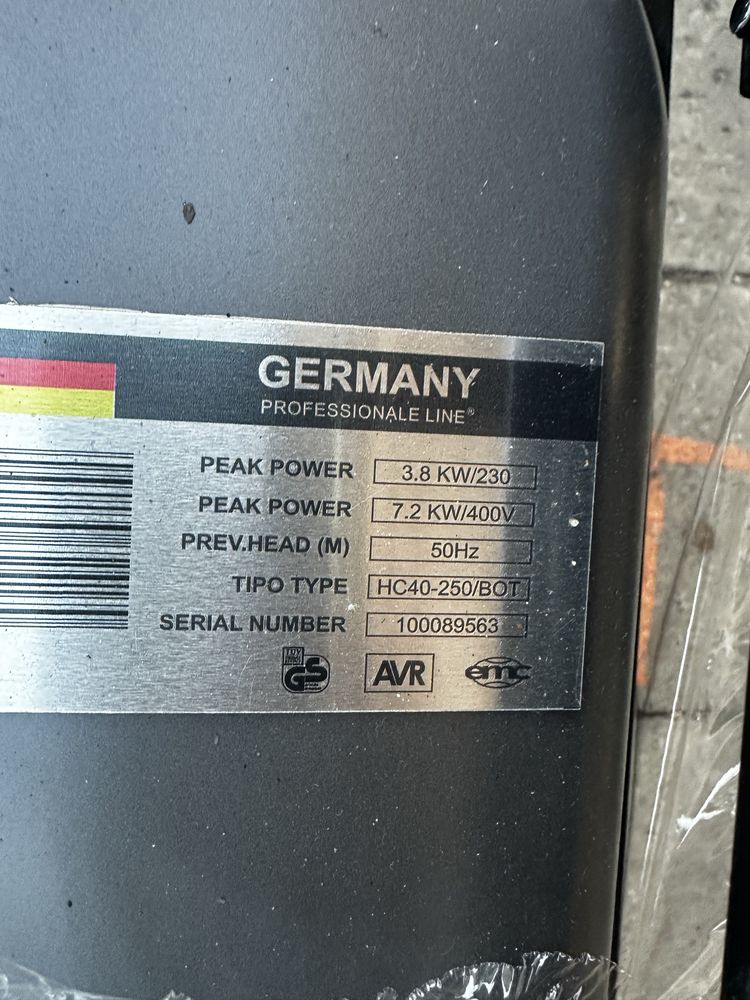 GERMANY
PROFESSIONALE LINE®
PEAK POWER 3.8 KW/230
PEAK POWER 7.2 KW/400V
PREV.HEAD (M) 50Hz
TIPO TYPE HC40-250/BOT
SERIAL NUMBER 100089563
TÜV GS AVR emc